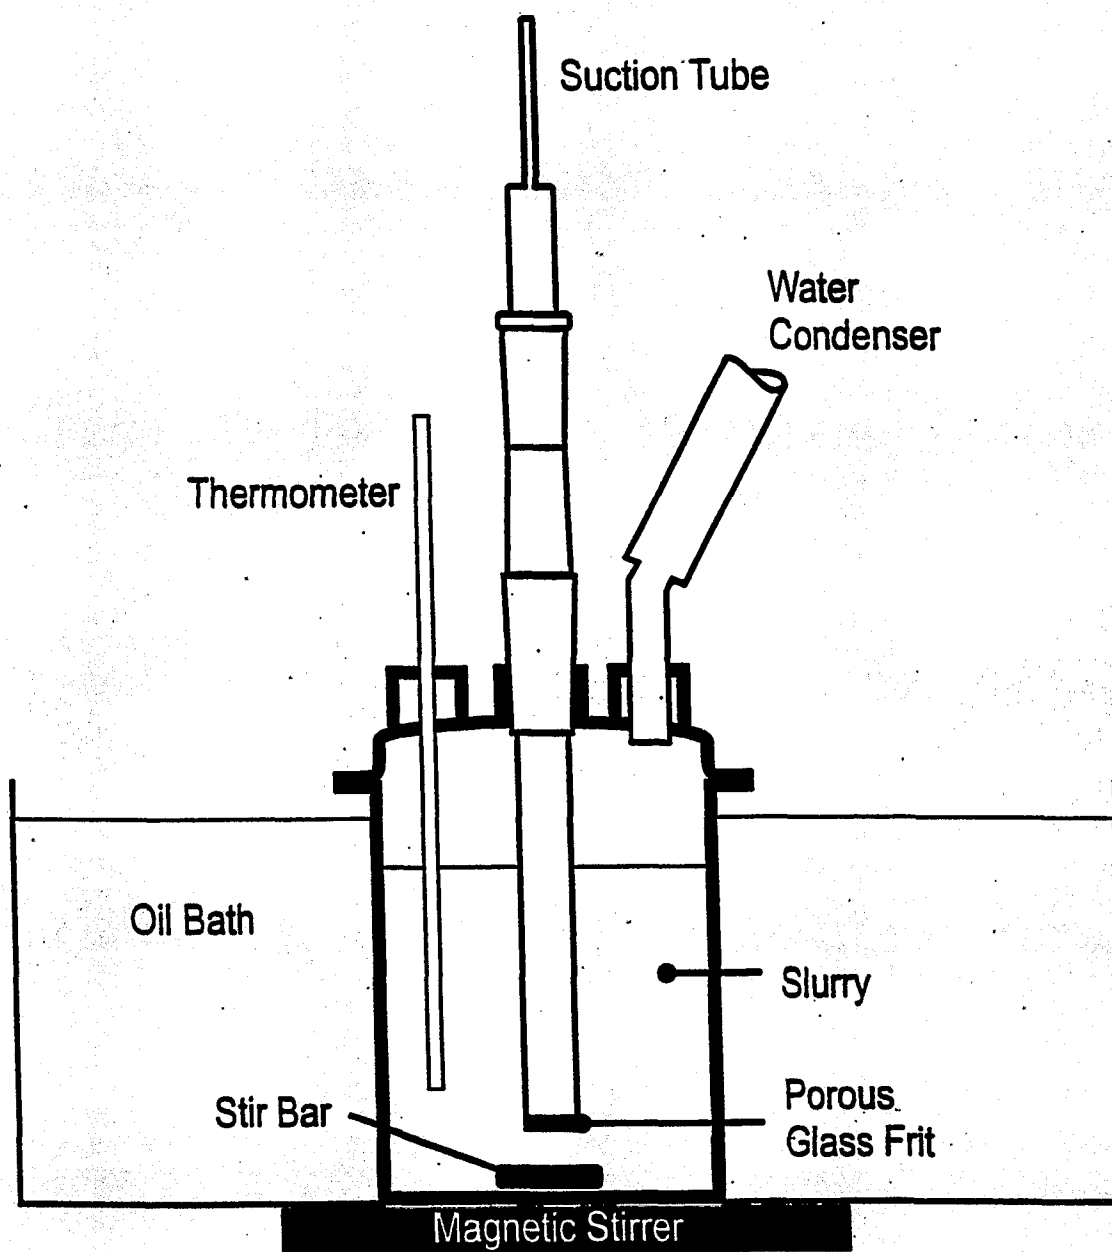 Suction Tube
Water
Condenser
Thermometer
Oil Bath
Slurry
Stir Bar
Porous
Glass Frit
Magnetic Stirrer